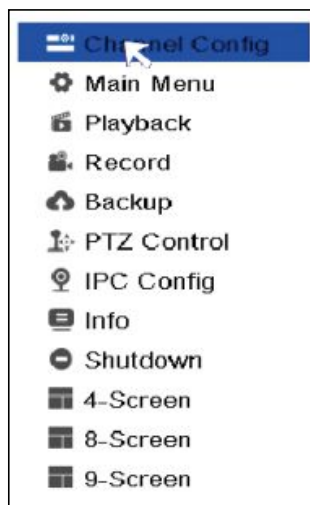 Channel Config
Main Menu
Playback
Record
Backup
PTZ Control
IPC Config
Info
Shutdown
4-Screen
8-Screen
9-Screen